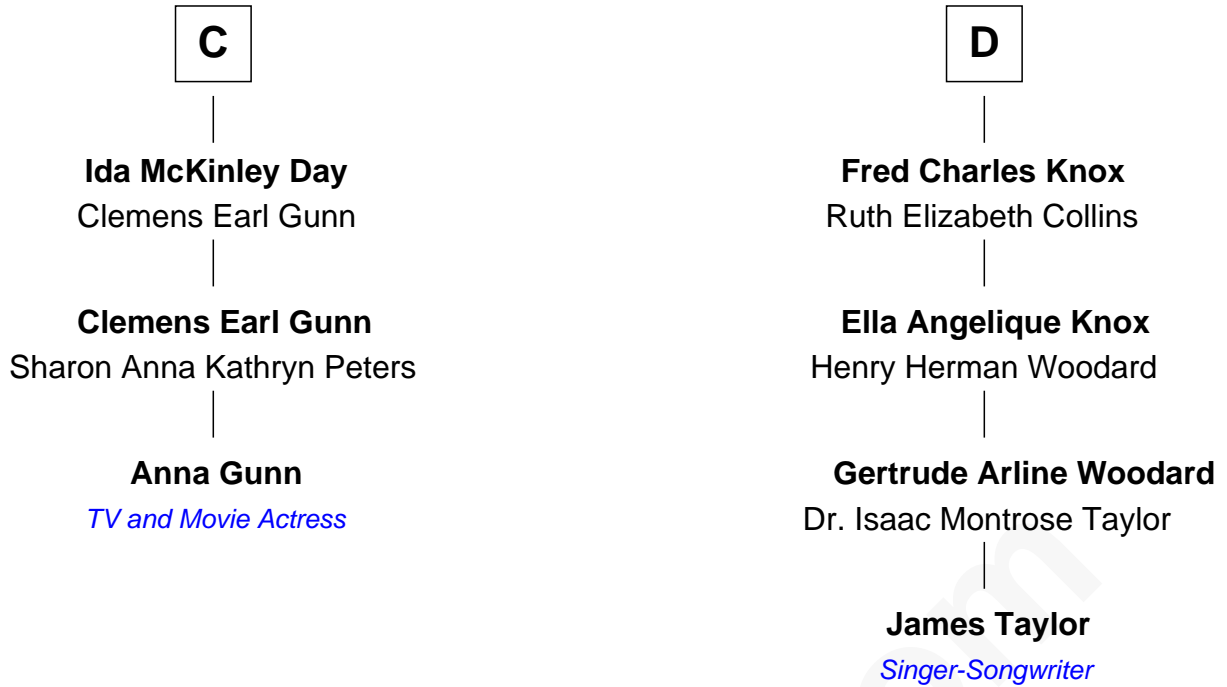 C
Ida McKinley Day
Clemens Earl Gunn
Clemens Earl Gunn
Sharon Anna Kathryn Peters
Anna Gunn
TV and Movie Actress
D
Fred Charles Knox
Ruth Elizabeth Collins
Ella Angelique Knox
Henry Herman Woodard
Gertrude Arline Woodard
Dr. Isaac Montrose Taylor
James Taylor
Singer-Songwriter